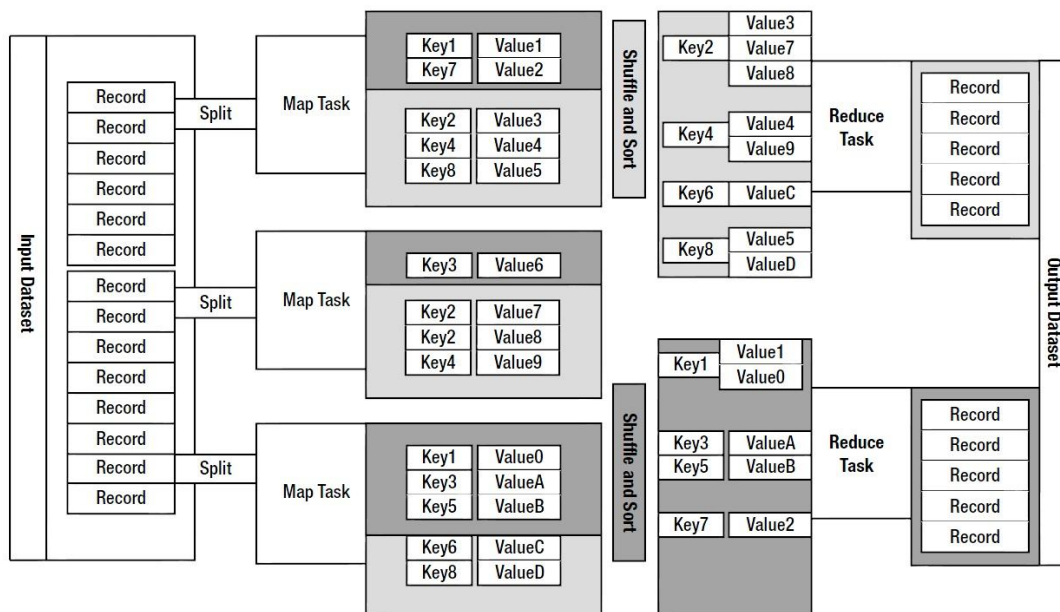 Input Dataset
Record
Record
Record
Record
Record
Record
Record
Record
Record
Record
Record
Record
Record
Record
Split
Split
Split
Map Task
Key1 Value1
Key7 Value2
Key2 Value3
Key4 Value4
Key8 Value5
Map Task
Key3 Value6
Key2 Value7
Key2 Value8
Key4 Value9
Map Task
Key1 Value0
Key3 ValueA
Key5 ValueB
Key6 ValueC
Key8 ValueD
Shuffle and Sort
Shuffle and Sort
Key2
Value3
Value7
Value8
Key4
Value4
Value9
Key6 ValueC
Key8
Value5
ValueD
Key1
Value1
Value0
Key3 ValueA
Key5 ValueB
Key7 Value2
Reduce
Task
Reduce
Task
Record
Record
Record
Record
Record
Record
Record
Record
Record
Record
Output Dataset